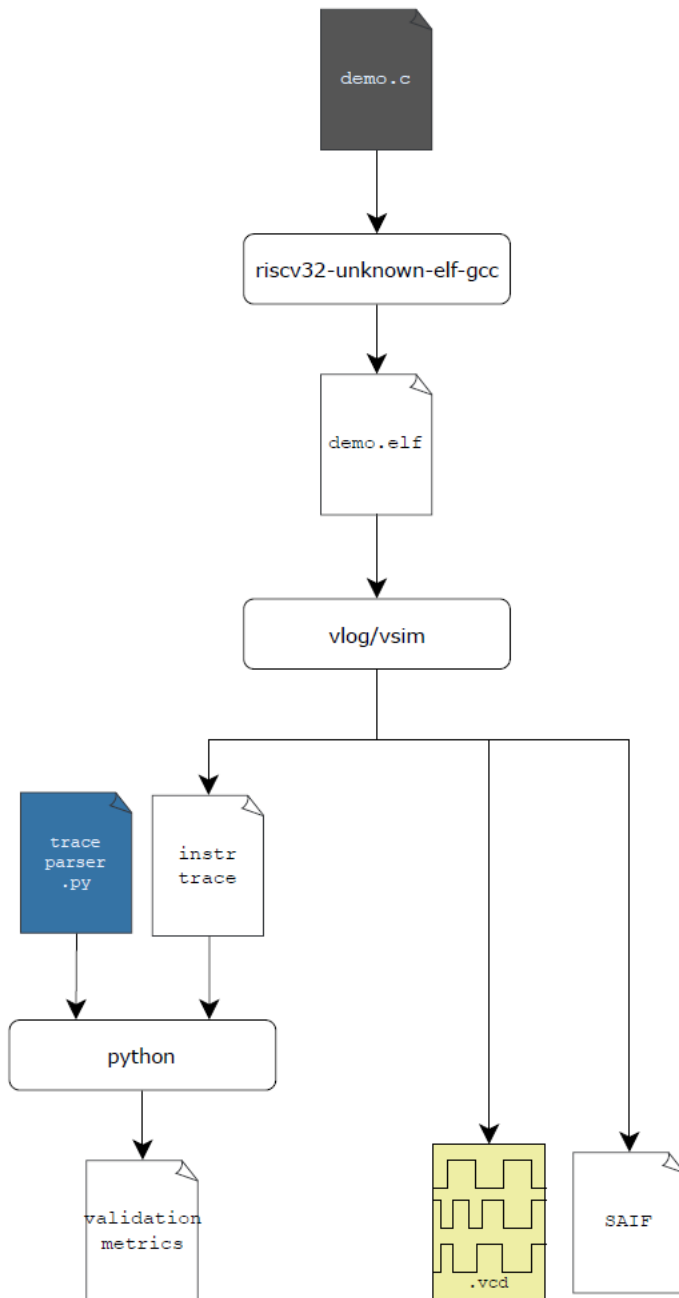 demo.c
riscv32-unknown-elf-gcc
demo.elf
vlog/vsim
trace
parser
.py
instr
trace
python
validation
metrics
.vcd
SAIF